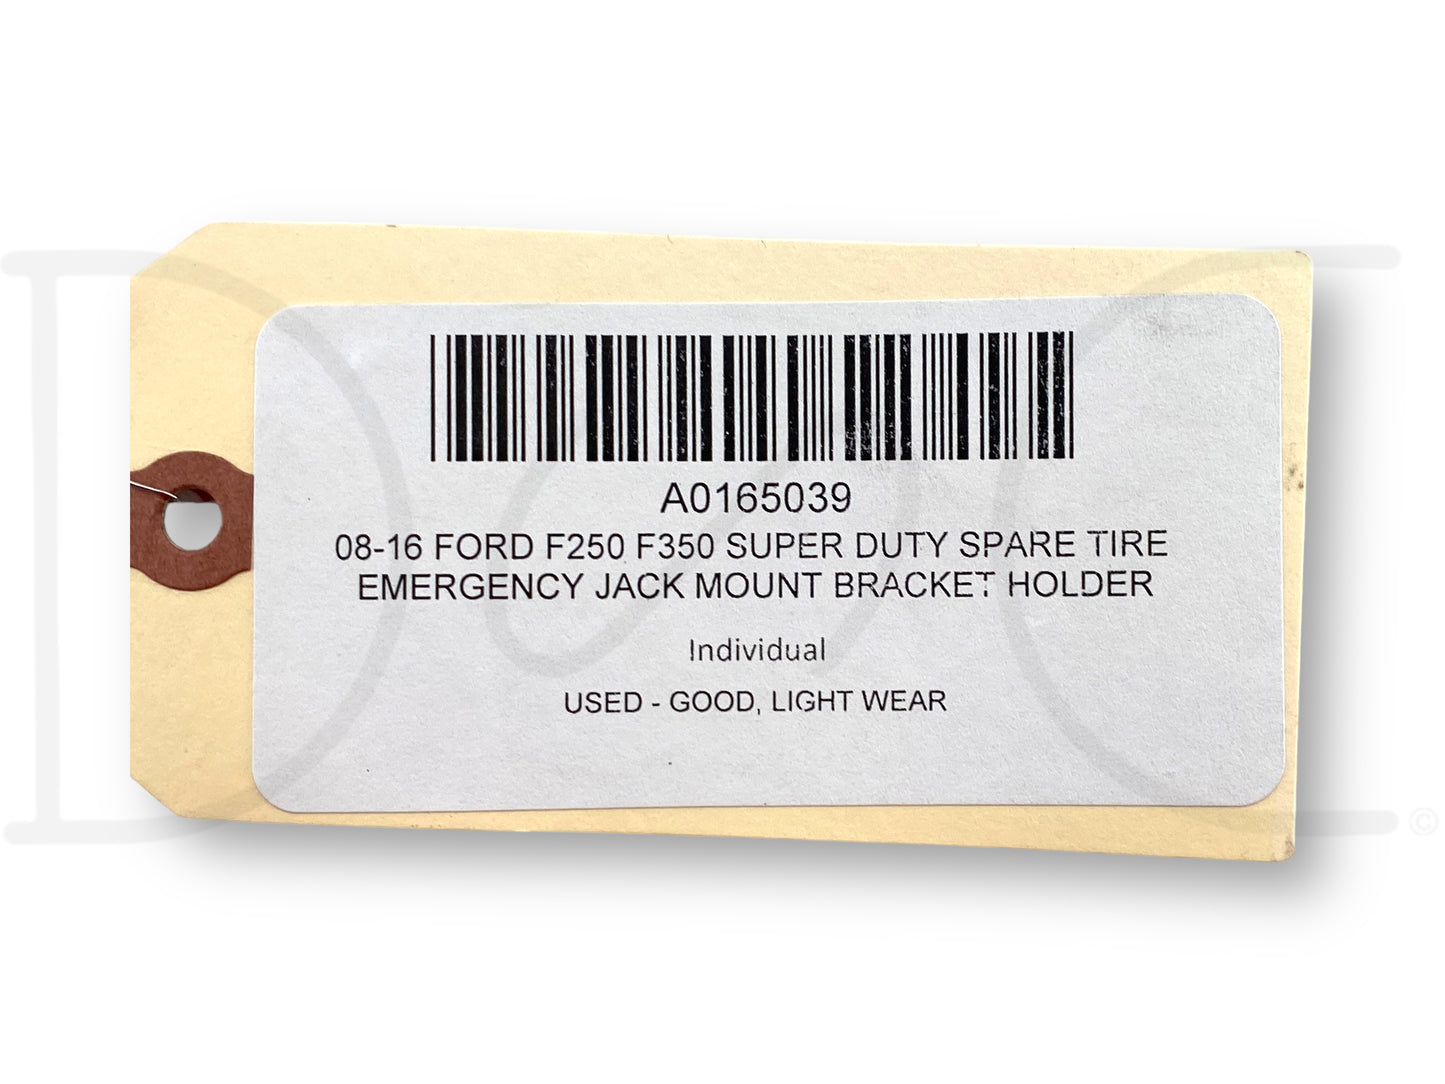 A0165039
08-16 FORD F250 F350 SUPER DUTY SPARE TIRE
EMERGENCY JACK MOUNT BRACKET HOLDER
Individual
USED - GOOD, LIGHT WEAR
©